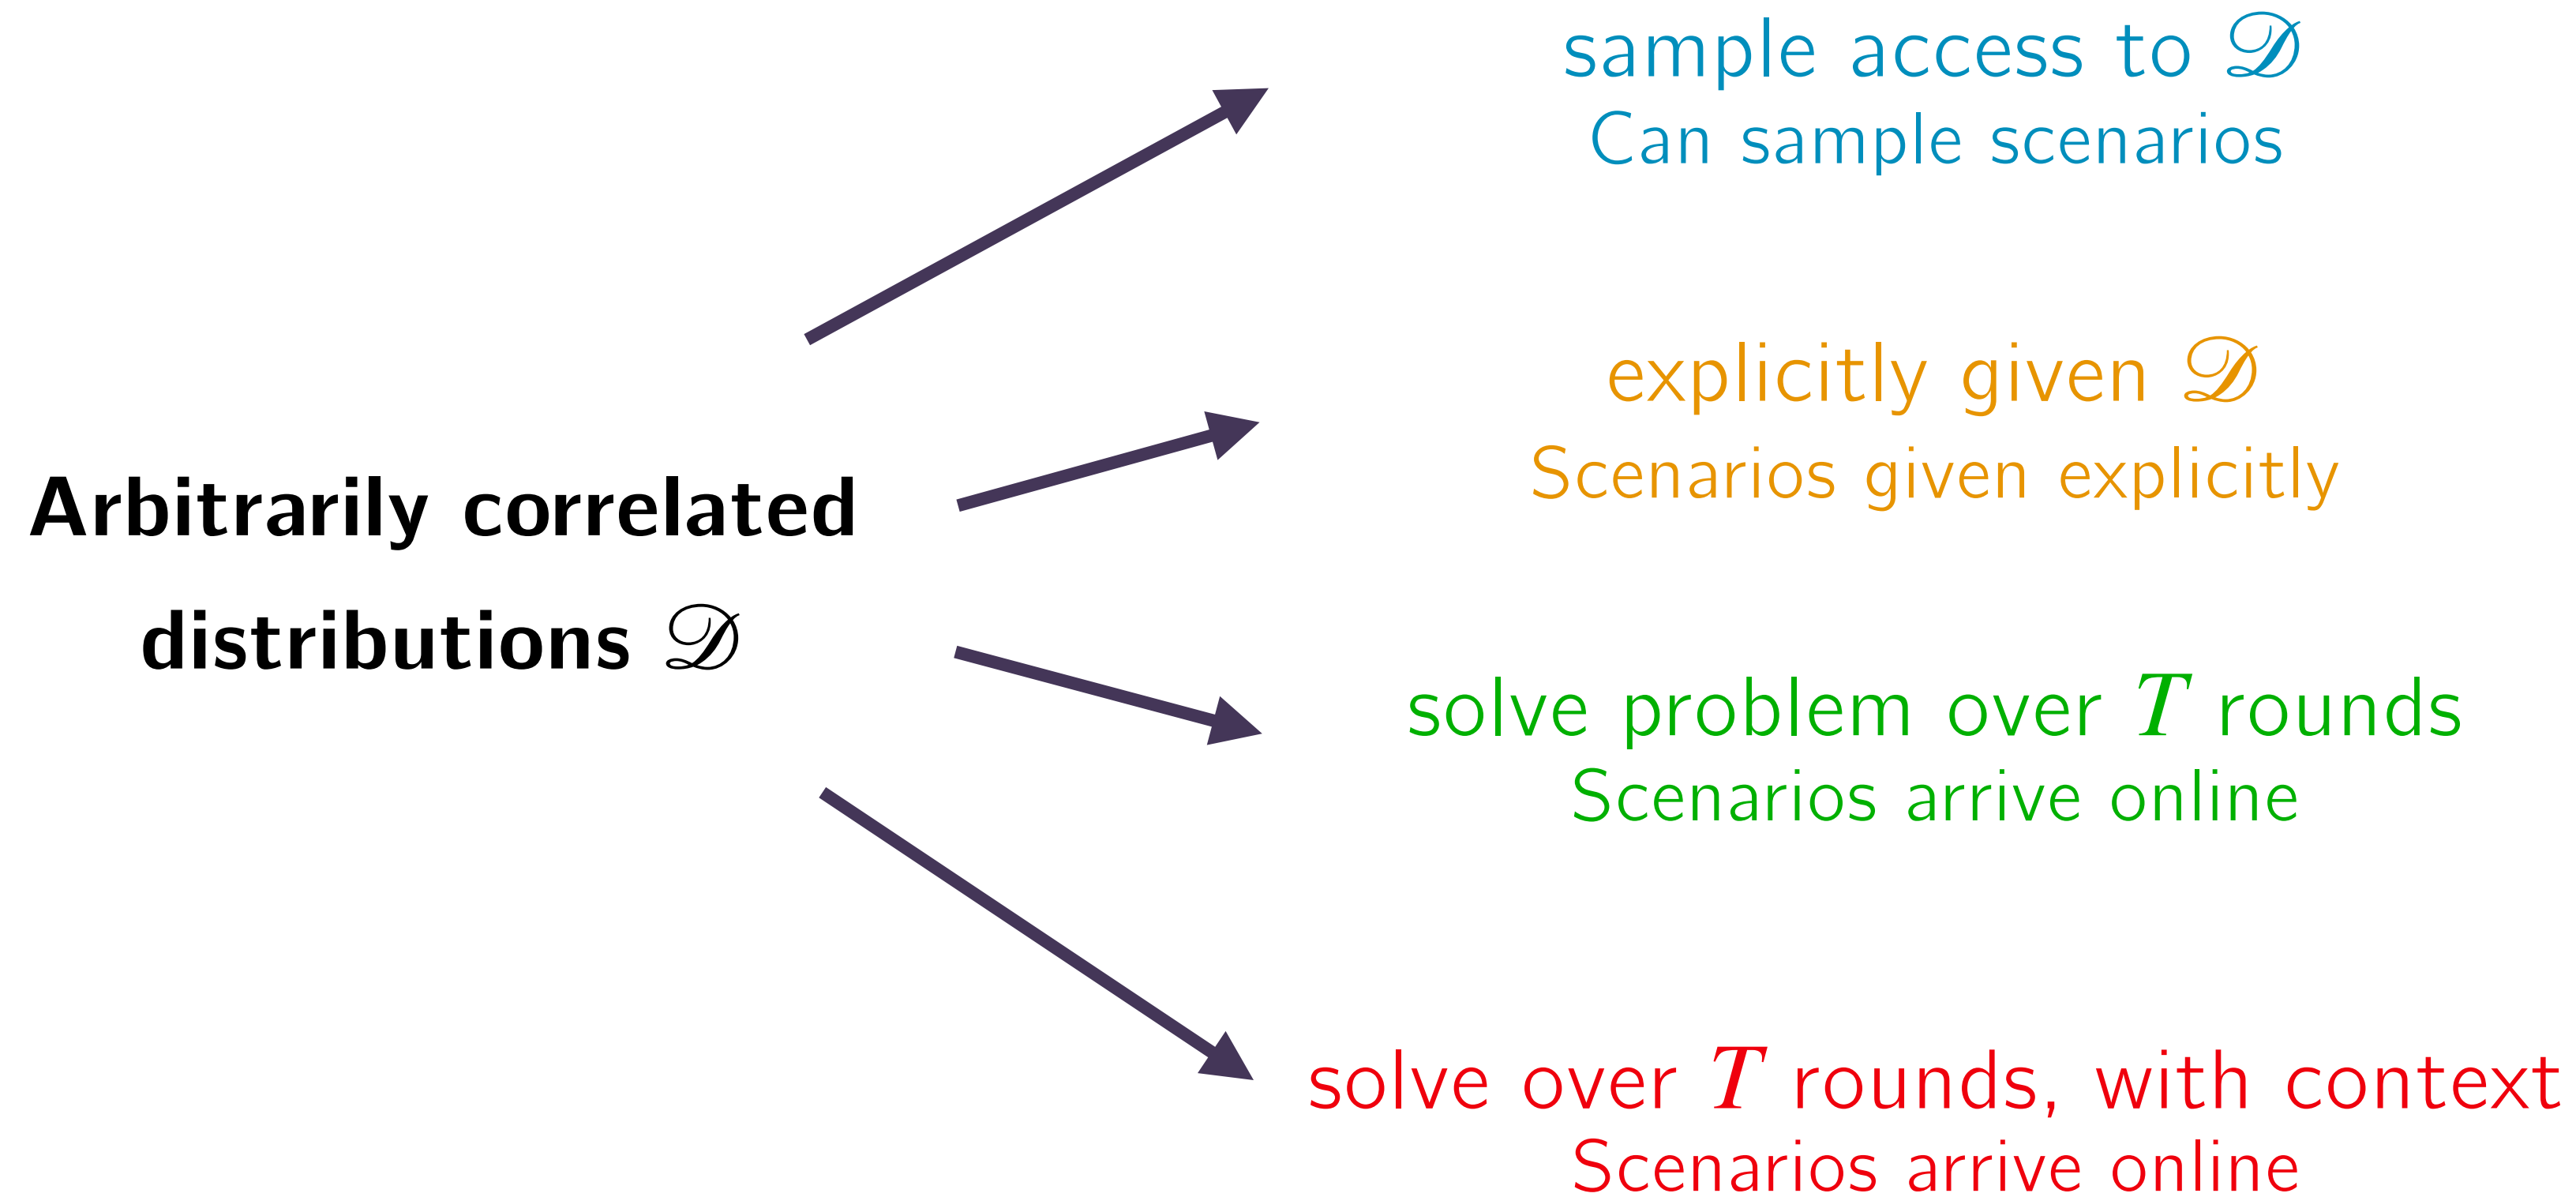 Arbitrarily correlated
distributions 𝒟
sample access to 𝒟
Can sample scenarios
explicitly given 𝒟
Scenarios given explicitly
solve problem over T rounds
Scenarios arrive online
solve over T rounds, with context
Scenarios arrive online